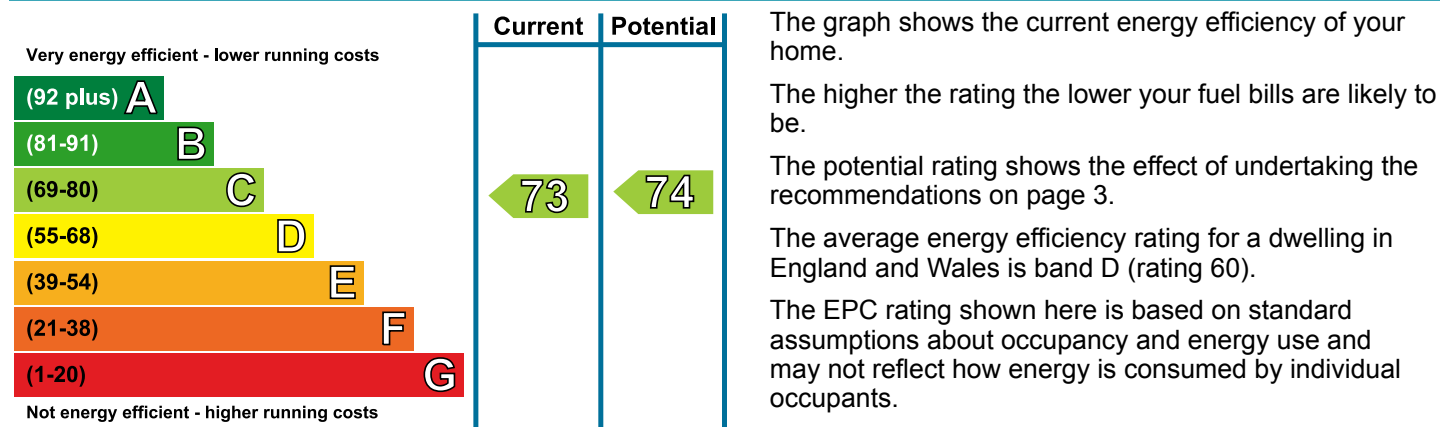 Current Potential
Very energy efficient - lower running costs
(92 plus) A
(81-91) B
(69-80) C
73 74
(55-68) D
(39-54) E
(21-38) F
(1-20) G
Not energy efficient - higher running costs
The graph shows the current energy efficiency of your
home.
The higher the rating the lower your fuel bills are likely to
be.
The potential rating shows the effect of undertaking the
recommendations on page 3.
The average energy efficiency rating for a dwelling in
England and Wales is band D (rating 60).
The EPC rating shown here is based on standard
assumptions about occupancy and energy use and
may not reflect how energy is consumed by individual
occupants.